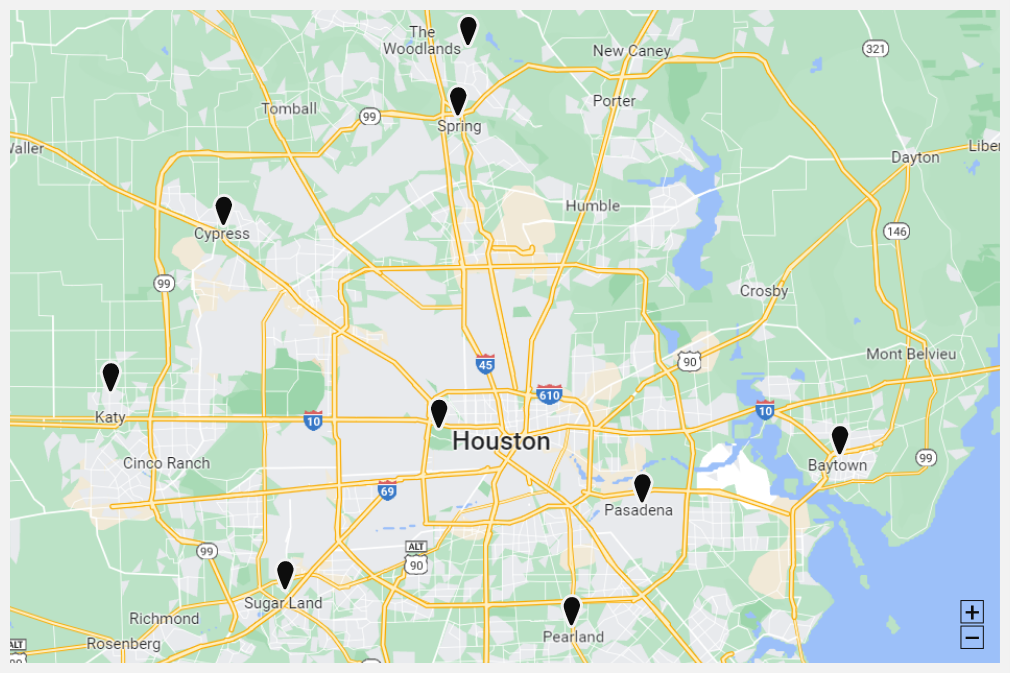 The
Woodlands
New Caney
321
Tomball
99
Porter
Spring
Dayton
Cypress
Humble
146
99
Crosby
45
90
Mont Belvieu
610
Katy
10
10
Houston
Cinco Ranch
99
Baytown
69
Pasadena
99
ALT
90
Sugar Land
Richmond
Pearland
ALT
Rosenberg
+
−